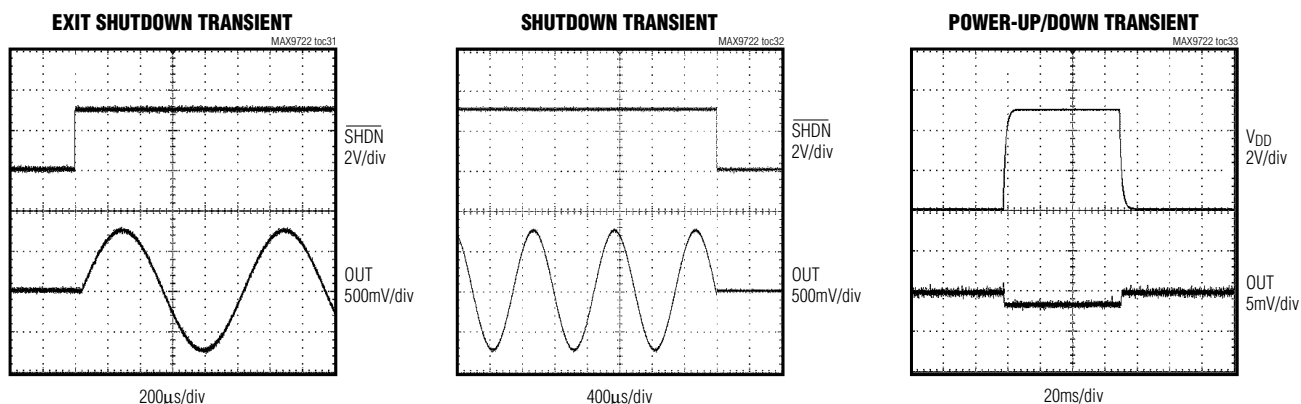 EXIT SHUTDOWN TRANSIENT
MAX9722 toc31
SHDN
2V/div
OUT
500mV/div
200µs/div
SHUTDOWN TRANSIENT
MAX9722 toc32
SHDN
2V/div
OUT
500mV/div
400µs/div
POWER-UP/DOWN TRANSIENT
MAX9722 toc33
VDD
2V/div
OUT
5mV/div
20ms/div